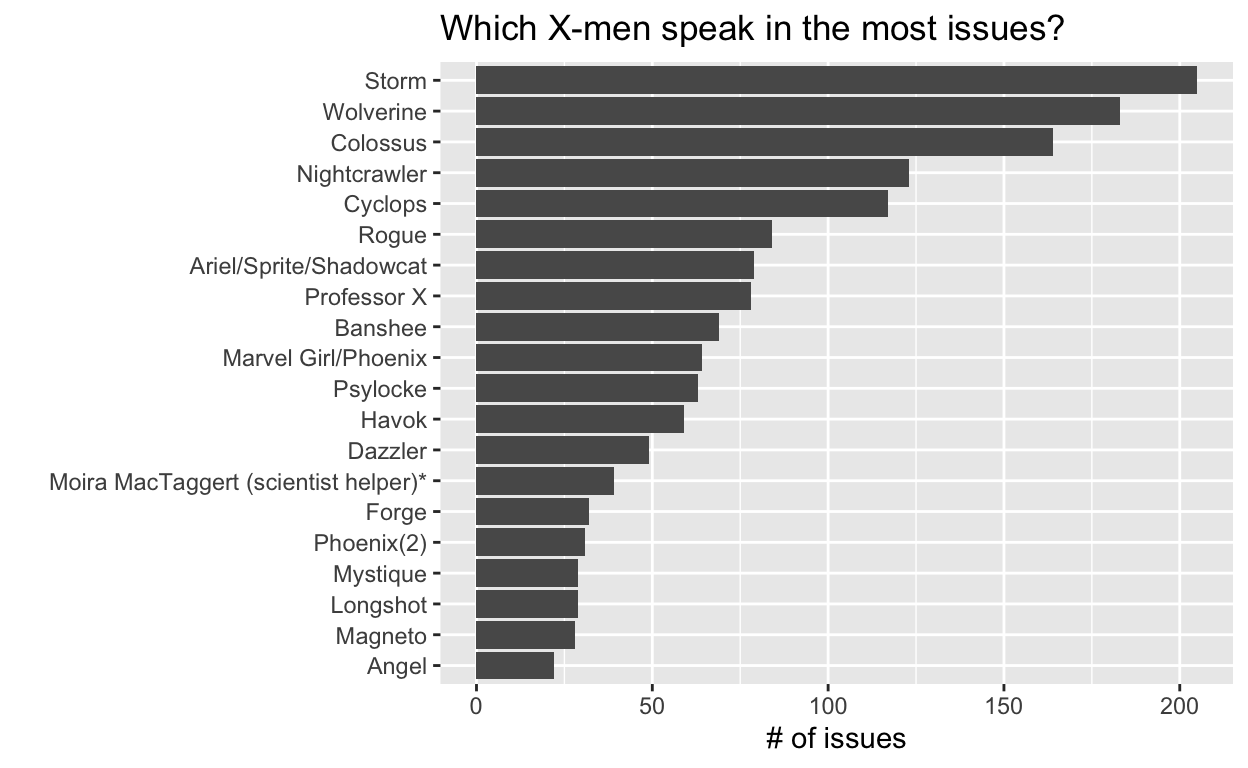 Which X-men speak in the most issues?
Storm
Wolverine
Colossus
Nightcrawler
Cyclops
Rogue
Ariel/Sprite/Shadowcat
Professor X
Banshee
Marvel Girl/Phoenix
Psylocke
Havok
Dazzler
Moira MacTaggert (scientist helper)*
Forge
Phoenix(2)
Mystique
Longshot
Magneto
Angel
0 50 100 150 200
# of issues